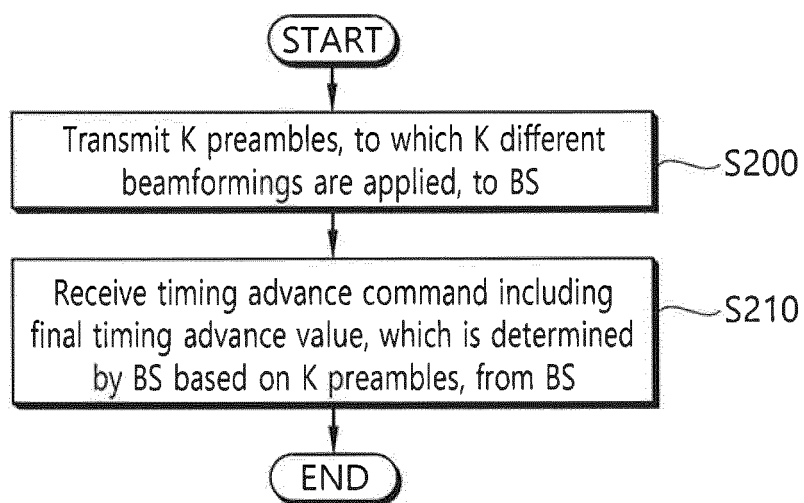 START
Transmit K preambles, to which K different
beamformings are applied, to BS
S200
Receive timing advance command including
final timing advance value, which is determined
by BS based on K preambles, from BS
S210
END